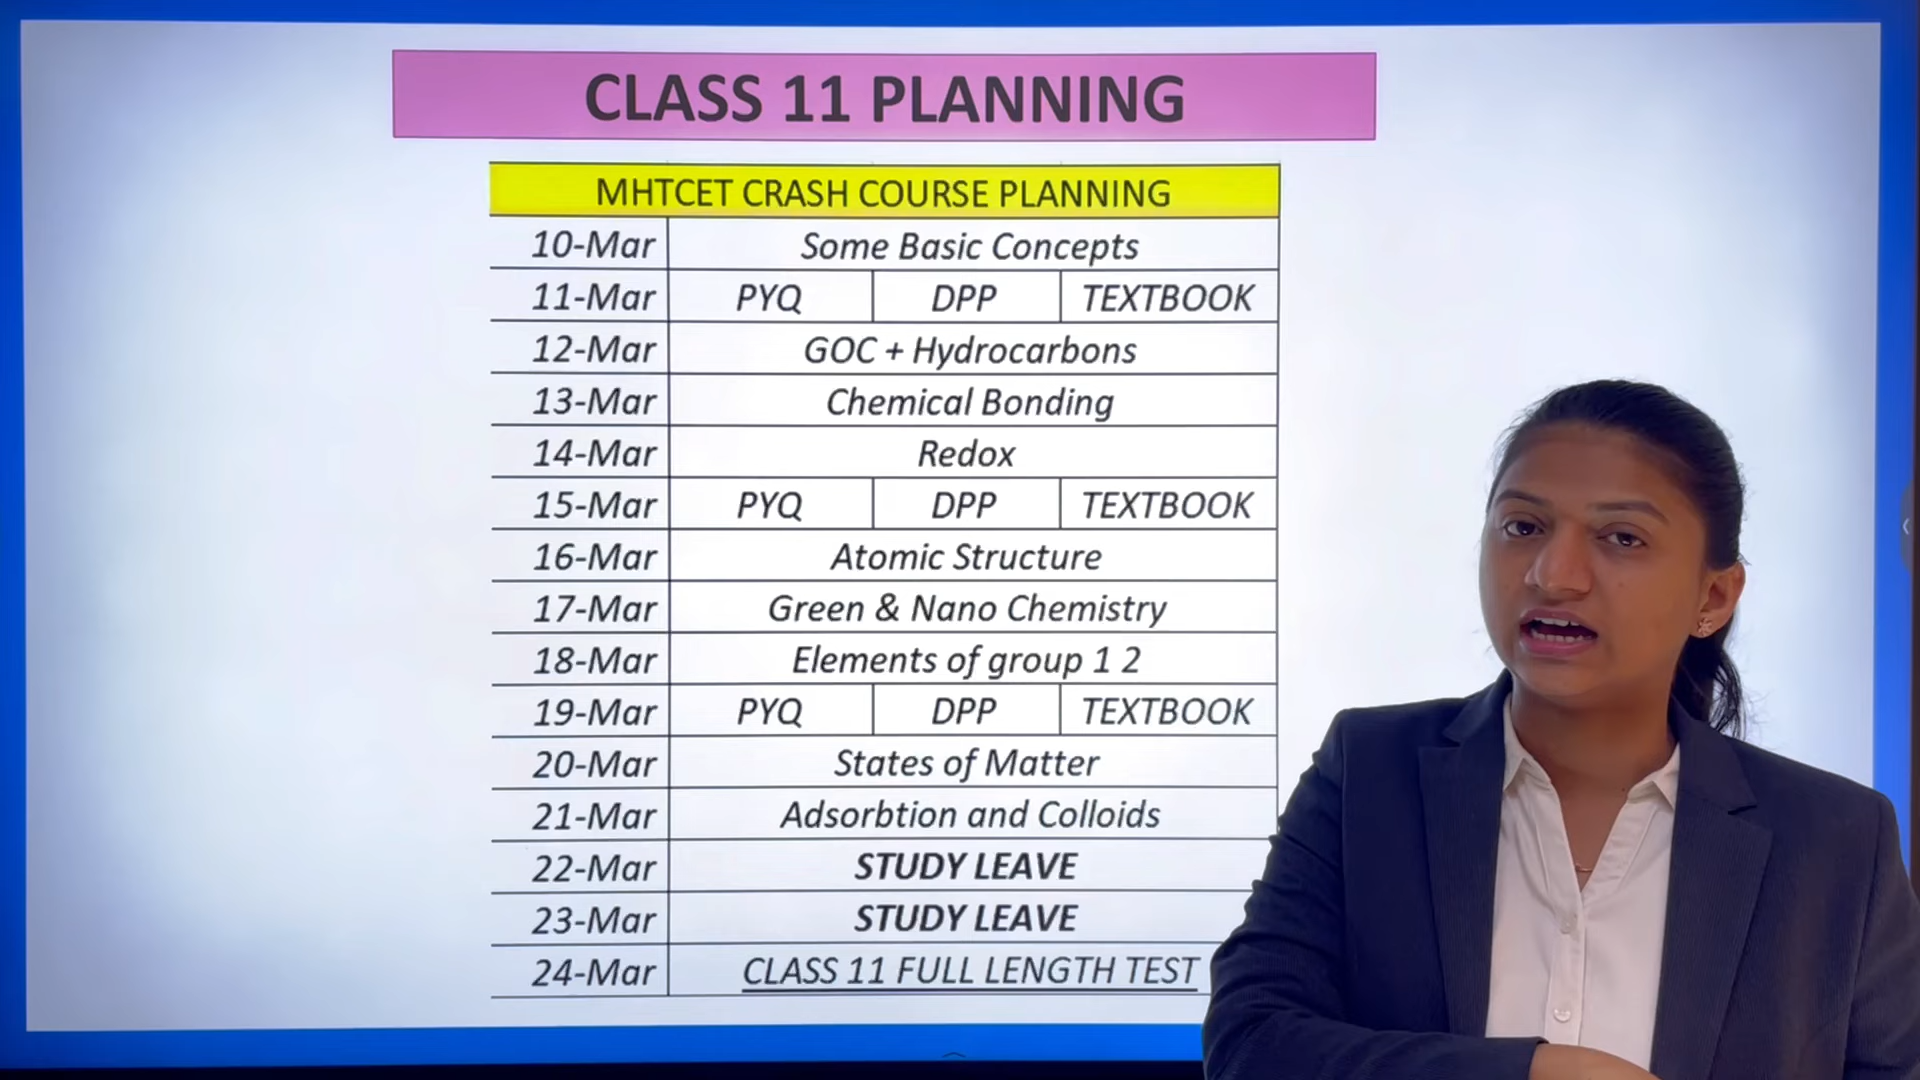 CLASS 11 PLANNING
MHTCET CRASH COURSE PLANNING
10-Mar Some Basic Concepts
11-Mar PYQ DPP TEXTBOOK
12-Mar GOC + Hydrocarbons
13-Mar Chemical Bonding
14-Mar Redox
15-Mar PYQ DPP TEXTBOOK
16-Mar Atomic Structure
17-Mar Green & Nano Chemistry
18-Mar Elements of group 1 2
19-Mar PYQ DPP TEXTBOOK
20-Mar States of Matter
21-Mar Adsorbtion and Colloids
22-Mar STUDY LEAVE
23-Mar STUDY LEAVE
24-Mar CLASS 11 FULL LENGTH TEST